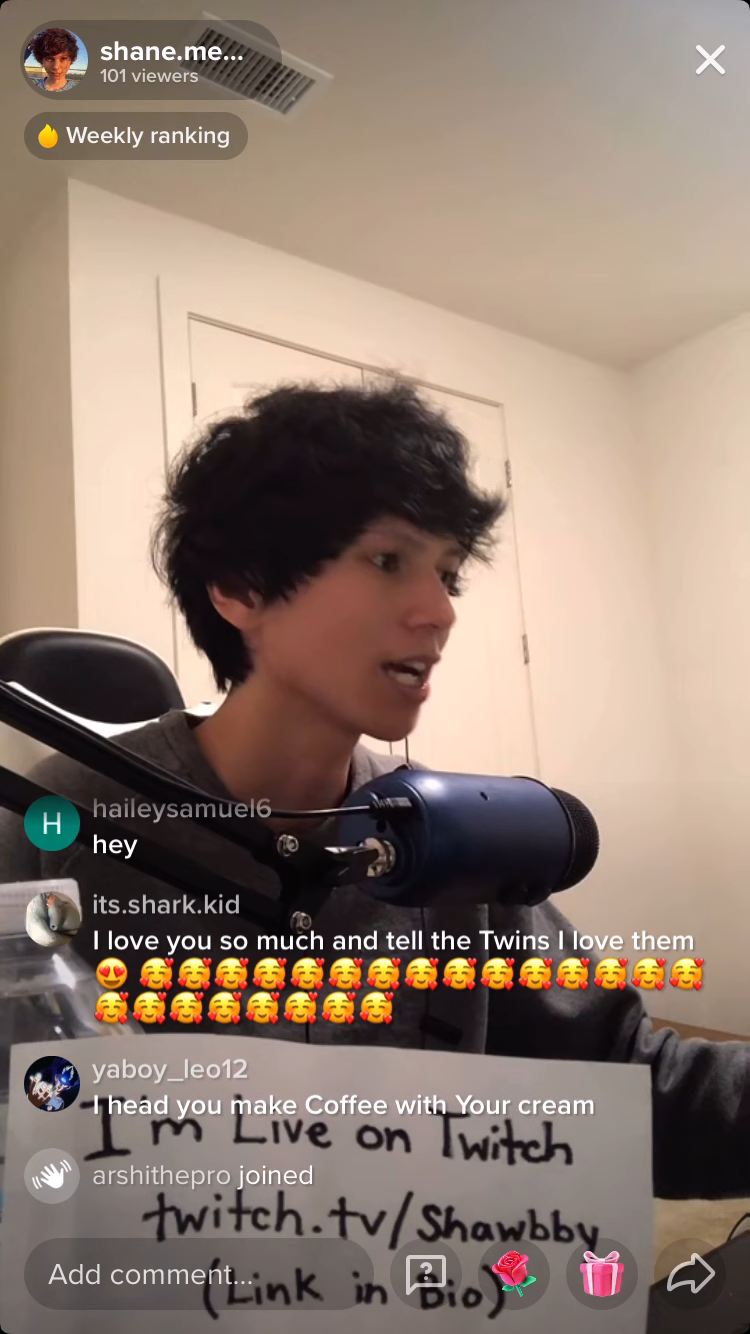 shane.me...
101 viewers
Weekly ranking
haileysamuel6
H
hey
its.shark.kid
I love you so much and tell the Twins I love them
😍 🥰🥰🥰🥰🥰🥰🥰🥰🥰🥰🥰🥰🥰🥰🥰
🥰🥰🥰🥰🥰🥰🥰🥰
yaboy_leo12
I head you make Coffee with Your cream
I'm Live on Twitch
arshithepro joined
twitch.tv/Shawbby
Add comment...
(Link in Bio)